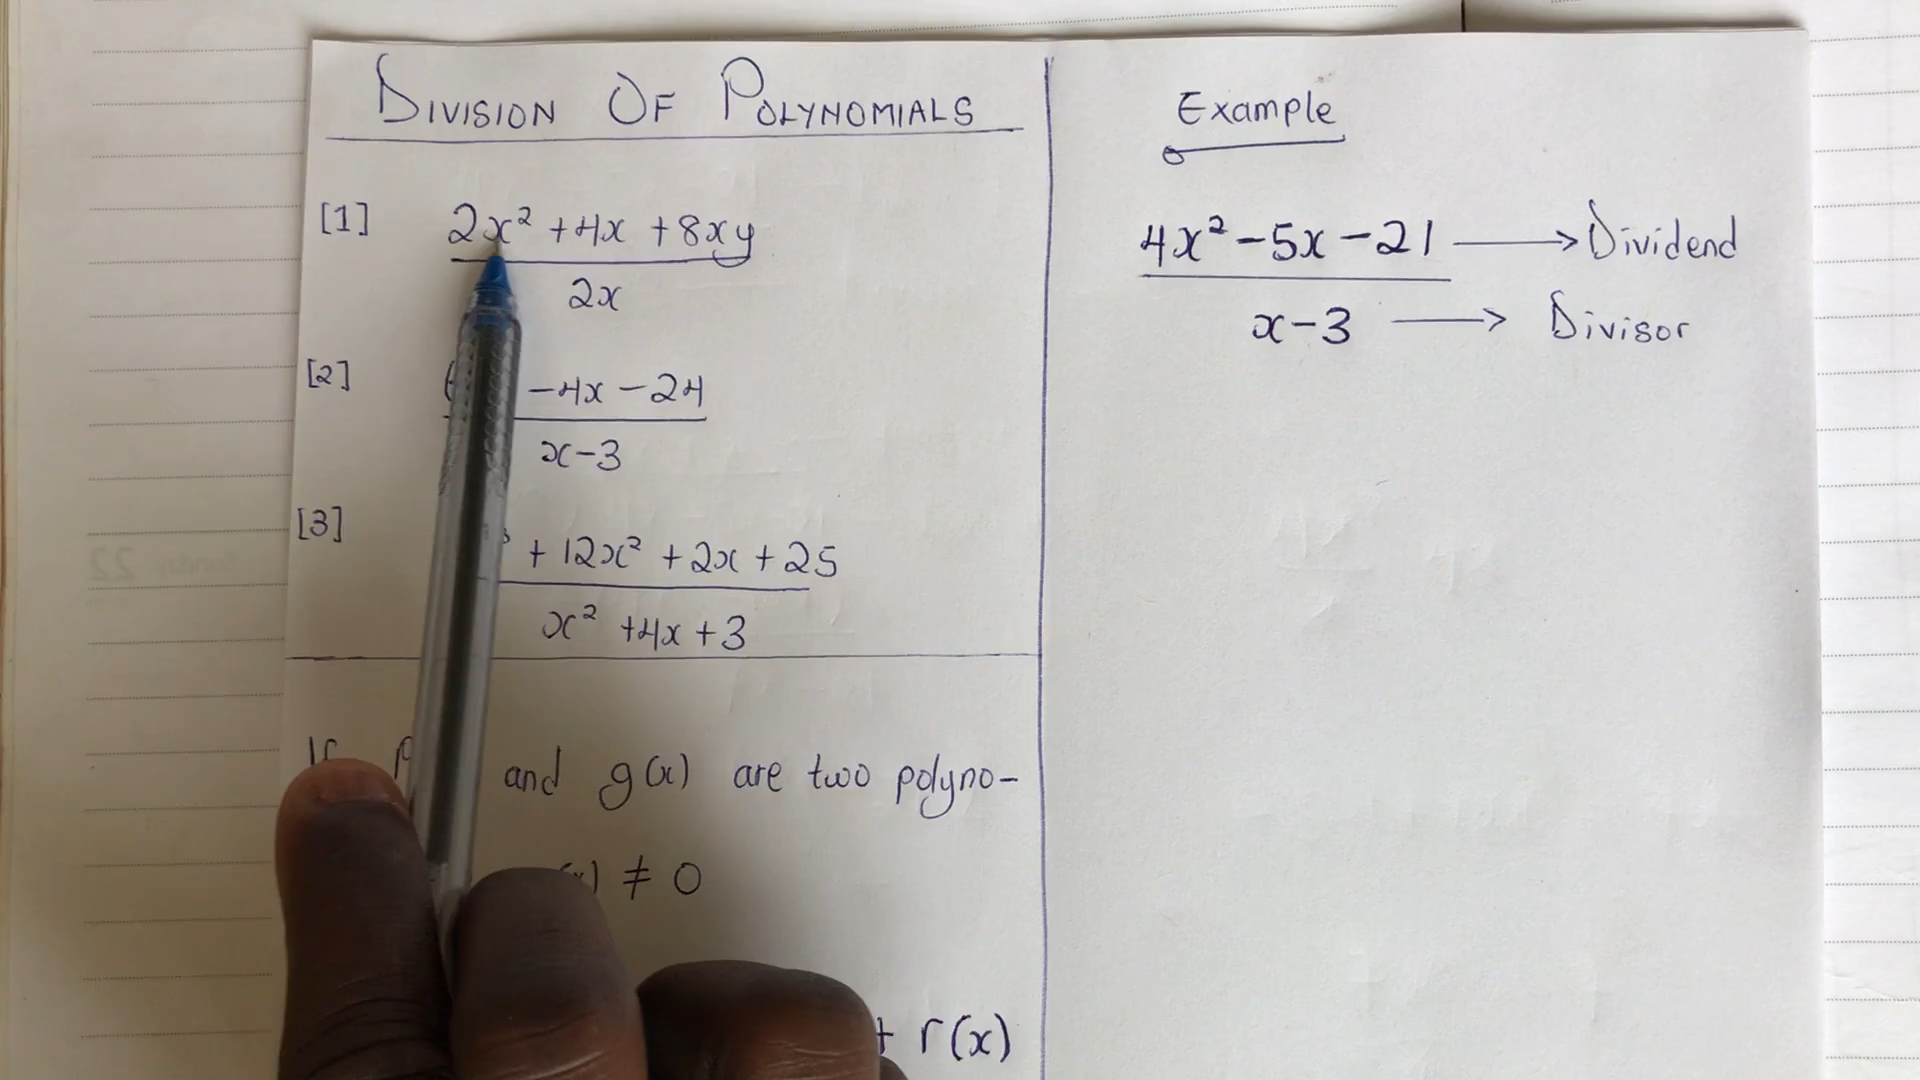 DIVISION OF POLYNOMIALS
[1] 2x² + 4x + 8xy
2x
[2] - 4x - 24
x - 3
[3] + 12x² + 2x + 25
x² + 4x + 3
and g(x) are two polyno-
≠ 0
+ r(x)
Example
4x² - 5x - 21 → Dividend
x - 3 → Divisor